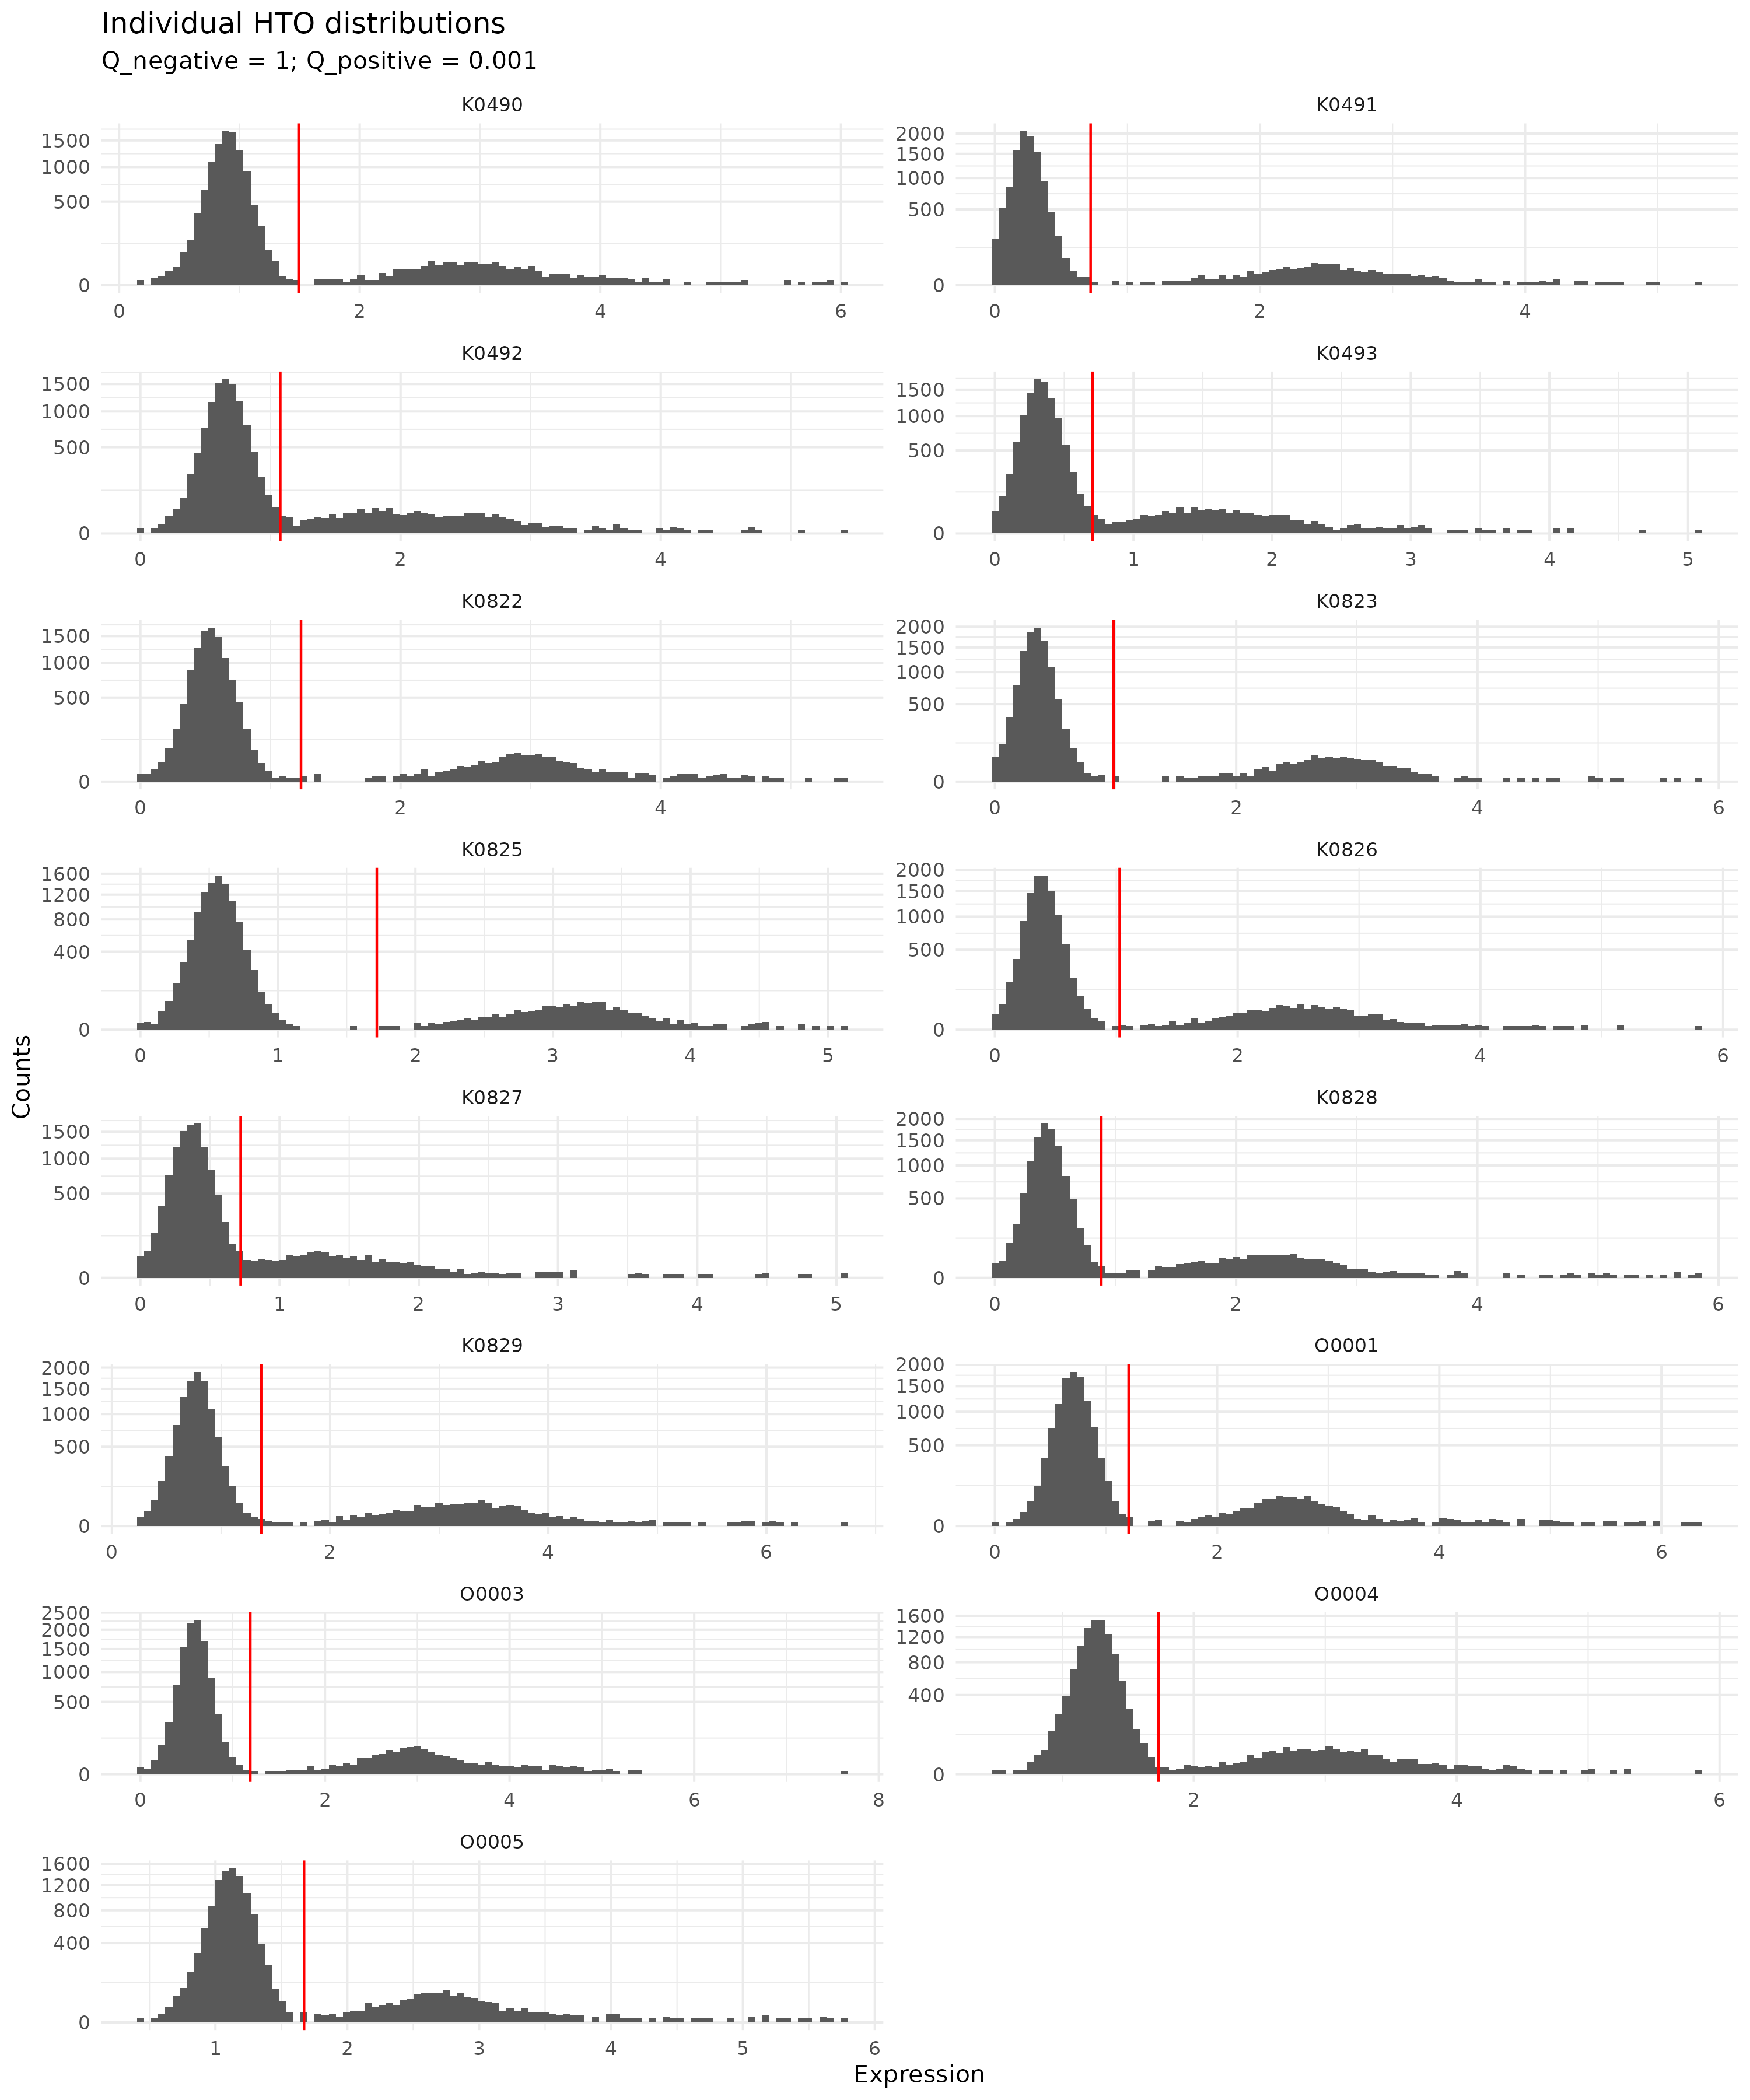 Individual HTO distributions
Q_negative = 1; Q_positive = 0.001
K0490
1500
1000
500
0
0 2 4 6
K0491
2000
1500
1000
500
0
0 2 4
K0492
1500
1000
500
0
0 2 4
K0493
1500
1000
500
0
0 1 2 3 4 5
K0822
1500
1000
500
0
0 2 4
K0823
2000
1500
1000
500
0
0 2 4 6
K0825
1600
1200
800
400
0
0 1 2 3 4 5
K0826
2000
1500
1000
500
0
0 2 4 6
K0827
1500
1000
500
0
0 1 2 3 4 5
K0828
2000
1500
1000
500
0
0 2 4 6
K0829
2000
1500
1000
500
0
0 2 4 6
O0001
2000
1500
1000
500
0
0 2 4 6
O0003
2500
2000
1500
1000
500
0
0 2 4 6 8
O0004
1600
1200
800
400
0
2 4 6
O0005
1600
1200
800
400
0
1 2 3 4 5 6
Counts
Expression